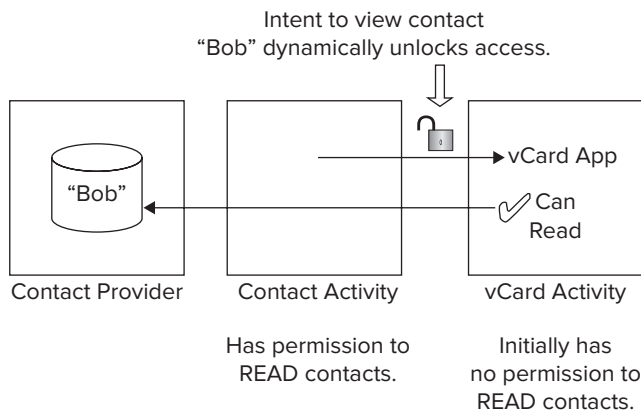 Intent to view contact
“Bob” dynamically unlocks access.
“Bob”
vCard App
Can
Read
Contact Provider
Contact Activity
vCard Activity
Has permission to
READ contacts.
Initially has
no permission to
READ contacts.